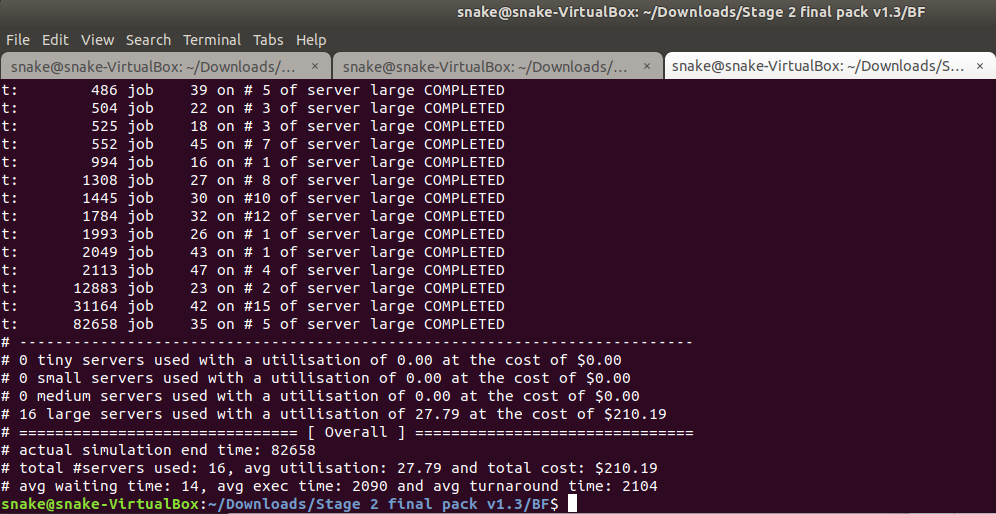 snake@snake-VirtualBox: ~/Downloads/Stage 2 final pack v1.3/BF
File Edit View Search Terminal Tabs Help
snake@snake-VirtualBox: ~/Downloads/... × snake@snake-VirtualBox: ~/Downloads/... × snake@snake-VirtualBox: ~/Downloads/S... ×
t: 486 job 39 on # 5 of server large COMPLETED
t: 504 job 22 on # 3 of server large COMPLETED
t: 525 job 18 on # 3 of server large COMPLETED
t: 552 job 45 on # 7 of server large COMPLETED
t: 994 job 16 on # 1 of server large COMPLETED
t: 1308 job 27 on # 8 of server large COMPLETED
t: 1445 job 30 on #10 of server large COMPLETED
t: 1784 job 32 on #12 of server large COMPLETED
t: 1993 job 26 on # 1 of server large COMPLETED
t: 2049 job 43 on # 1 of server large COMPLETED
t: 2113 job 47 on # 4 of server large COMPLETED
t: 12883 job 23 on # 2 of server large COMPLETED
t: 31164 job 42 on #15 of server large COMPLETED
t: 82658 job 35 on # 5 of server large COMPLETED
# ---------------------------------------------------------------------------
# 0 tiny servers used with a utilisation of 0.00 at the cost of $0.00
# 0 small servers used with a utilisation of 0.00 at the cost of $0.00
# 0 medium servers used with a utilisation of 0.00 at the cost of $0.00
# 16 large servers used with a utilisation of 27.79 at the cost of $210.19
# =============================== [ Overall ] ===============================
# actual simulation end time: 82658
# total #servers used: 16, avg utilisation: 27.79 and total cost: $210.19
# avg waiting time: 14, avg exec time: 2090 and avg turnaround time: 2104
snake@snake-VirtualBox:~/Downloads/Stage 2 final pack v1.3/BF$